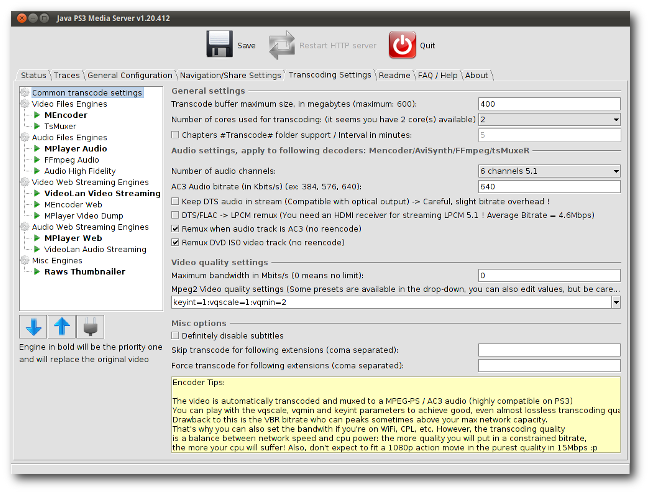 Java PS3 Media Server v1.20.412
Save
Restart HTTP server
Quit
Status
Traces
General Configuration
Navigation/Share Settings
Transcoding Settings
Readme
FAQ / Help
About
Common transcode settings
Video Files Engines
MEncoder
TsMuxer
Audio Files Engines
MPlayer Audio
FFmpeg Audio
Audio High Fidelity
Video Web Streaming Engines
VideoLan Video Streaming
MEncoder Web
MPlayer Video Dump
Audio Web Streaming Engines
MPlayer Web
VideoLan Audio Streaming
Misc Engines
Raws Thumbnailer
Engine in bold will be the priority one
and will replace the original video
General settings
Transcode buffer maximum size, in megabytes (maximum: 600): 400
Number of cores used for transcoding: (it seems you have 2 core(s) available) 2
Chapters #Transcode# folder support / Interval in minutes: 5
Audio settings, apply to following decoders: Mencoder/AviSynth/FFmpeg/tsMuxeR
Number of audio channels: 6 channels 5.1
AC3 Audio bitrate (in Kbits/s) (ex: 384, 576, 640): 640
Keep DTS audio in stream (Compatible with optical output) -> Careful, slight bitrate overhead !
DTS/FLAC -> LPCM remux (You need an HDMI receiver for streaming LPCM 5.1 ! Average Bitrate = 4.6Mbps)
Remux when audio track is AC3 (no reencode)
Remux DVD ISO video track (no reencode)
Video quality settings
Maximum bandwidth in Mbits/s (0 means no limit): 0
Mpeg2 Video quality settings (Some presets are available in the drop-down, you can also edit values, but be care...
keyint=1:vqscale=1:vqmin=2
Misc options
Definitely disable subtitles
Skip transcode for following extensions (coma separated):
Force transcode for following extensions (coma separated):
Encoder Tips:
The video is automatically transcoded and muxed to a MPEG-PS / AC3 audio (highly compatible on PS3)
You can play with the vqscale, vqmin and keyint parameters to achieve good, even almost lossless transcoding qua
Drawback to this is the VBR bitrate who can peaks sometimes above your max network capacity.
That's why you can also set the bandwith if you're on WiFi, CPL, etc. However, the transcoding quality
is a balance between network speed and cpu power: the more quality you will put in a constrained bitrate,
the more your cpu will suffer! Also, don't expect to fit a 1080p action movie in the purest quality in 15Mbps :p